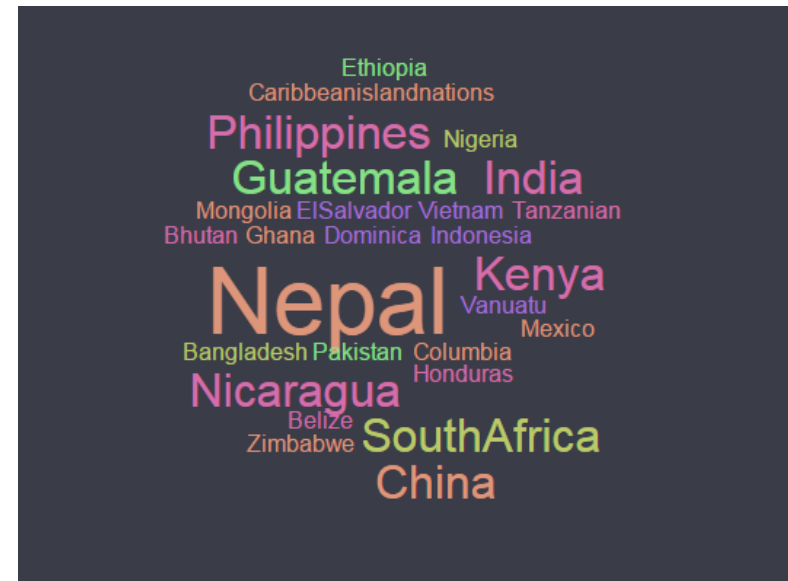 Ethiopia
Caribbeanislandnations
Philippines Nigeria
Guatemala India
Mongolia ElSalvador Vietnam Tanzanian
Bhutan Ghana Dominica Indonesia
Nepal Kenya
Vanuatu
Mexico
Bangladesh Pakistan Columbia
Honduras
Nicaragua
Belize
Zimbabwe SouthAfrica
China